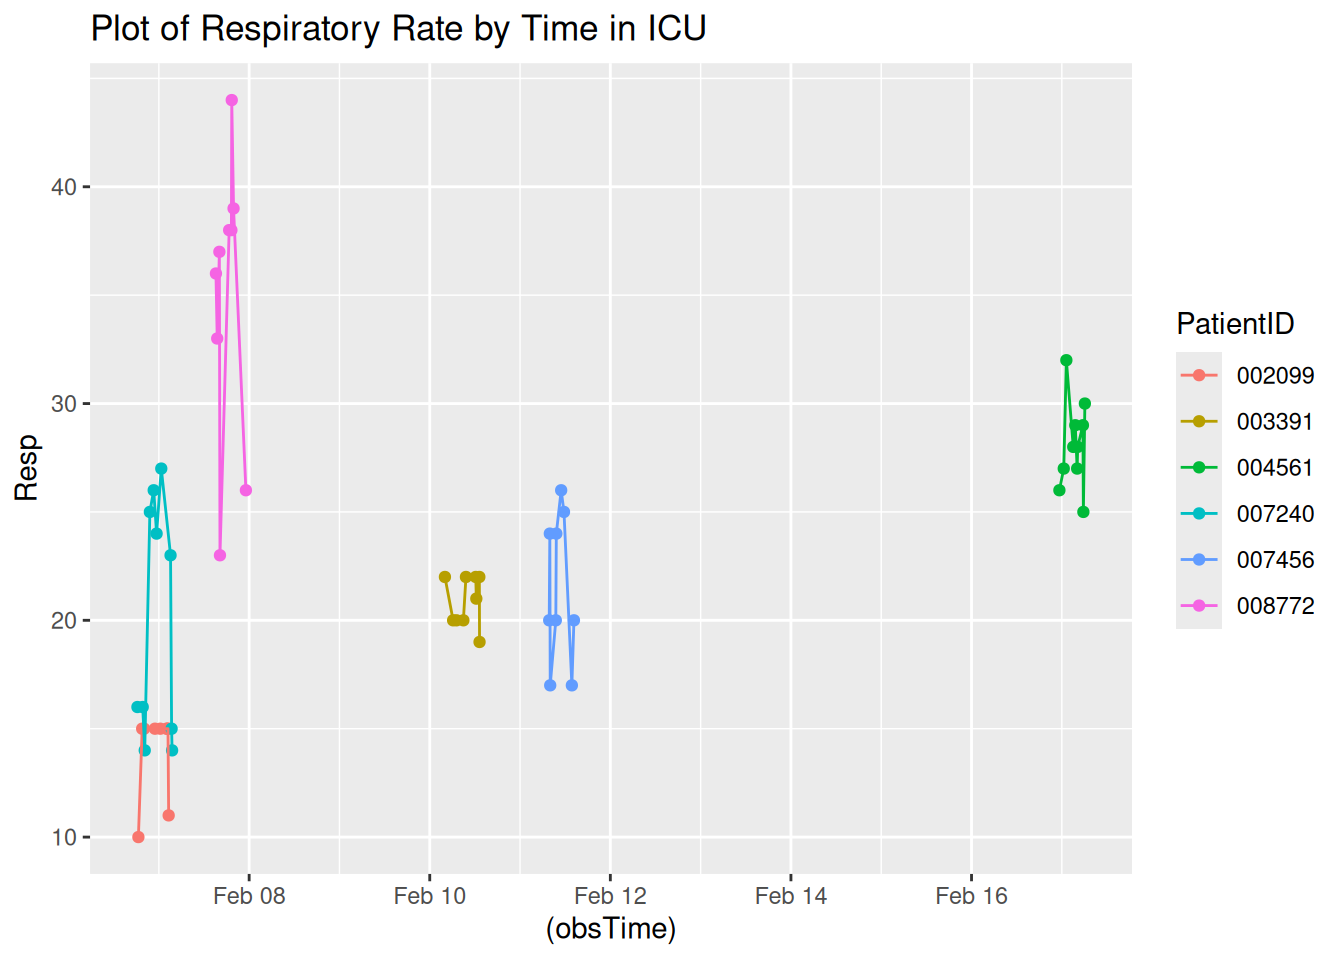 Plot of Respiratory Rate by Time in ICU
40
30
20
10
Resp
Feb 08 Feb 10 Feb 12 Feb 14 Feb 16
(obsTime)
PatientID
002099
003391
004561
007240
007456
008772